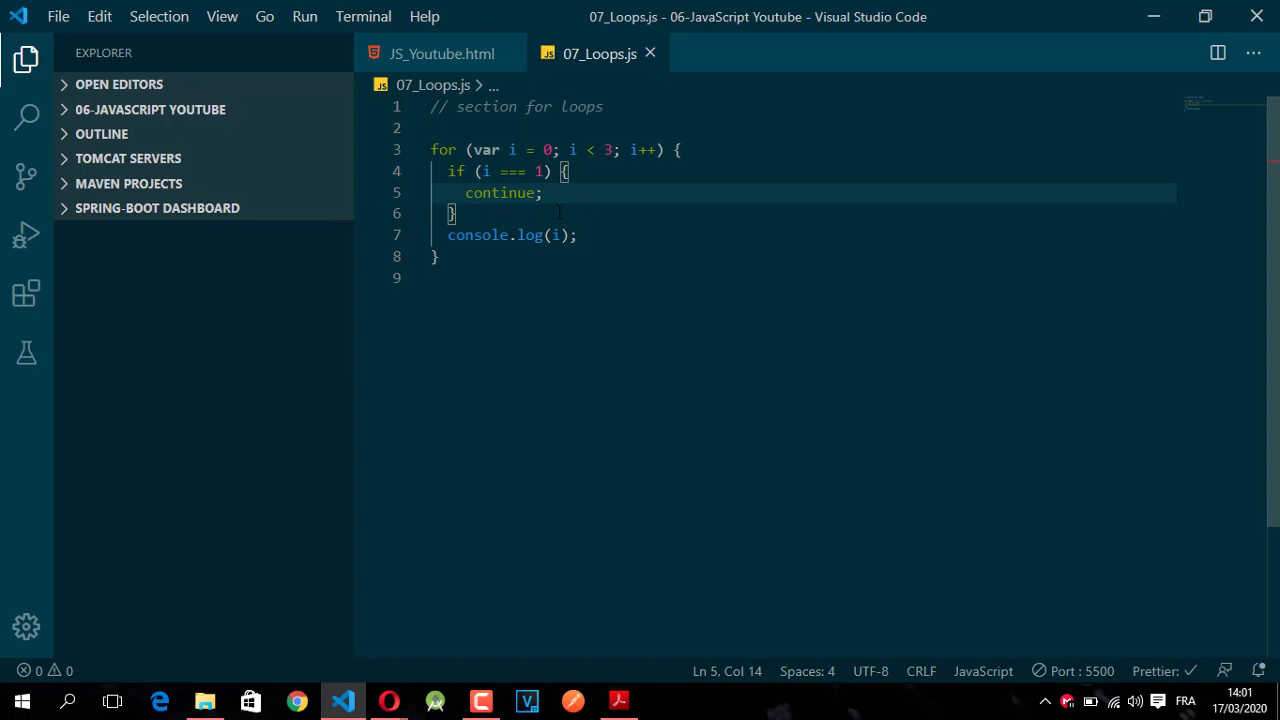 File Edit Selection View Go Run Terminal Help
07_Loops.js - 06-JavaScript Youtube - Visual Studio Code
EXPLORER
OPEN EDITORS
06-JAVASCRIPT YOUTUBE
OUTLINE
TOMCAT SERVERS
MAVEN PROJECTS
SPRING-BOOT DASHBOARD
JS_Youtube.html
JS 07_Loops.js
JS 07_Loops.js > ...
1 // section for loops
2
3 for (var i = 0; i < 3; i++) {
4 if (i === 1) {
5 continue;
6 }
7 console.log(i);
8 }
9
0 0
Ln 5, Col 14 Spaces: 4 UTF-8 CRLF JavaScript Port : 5500 Prettier:
FRA
14:01
17/03/2020